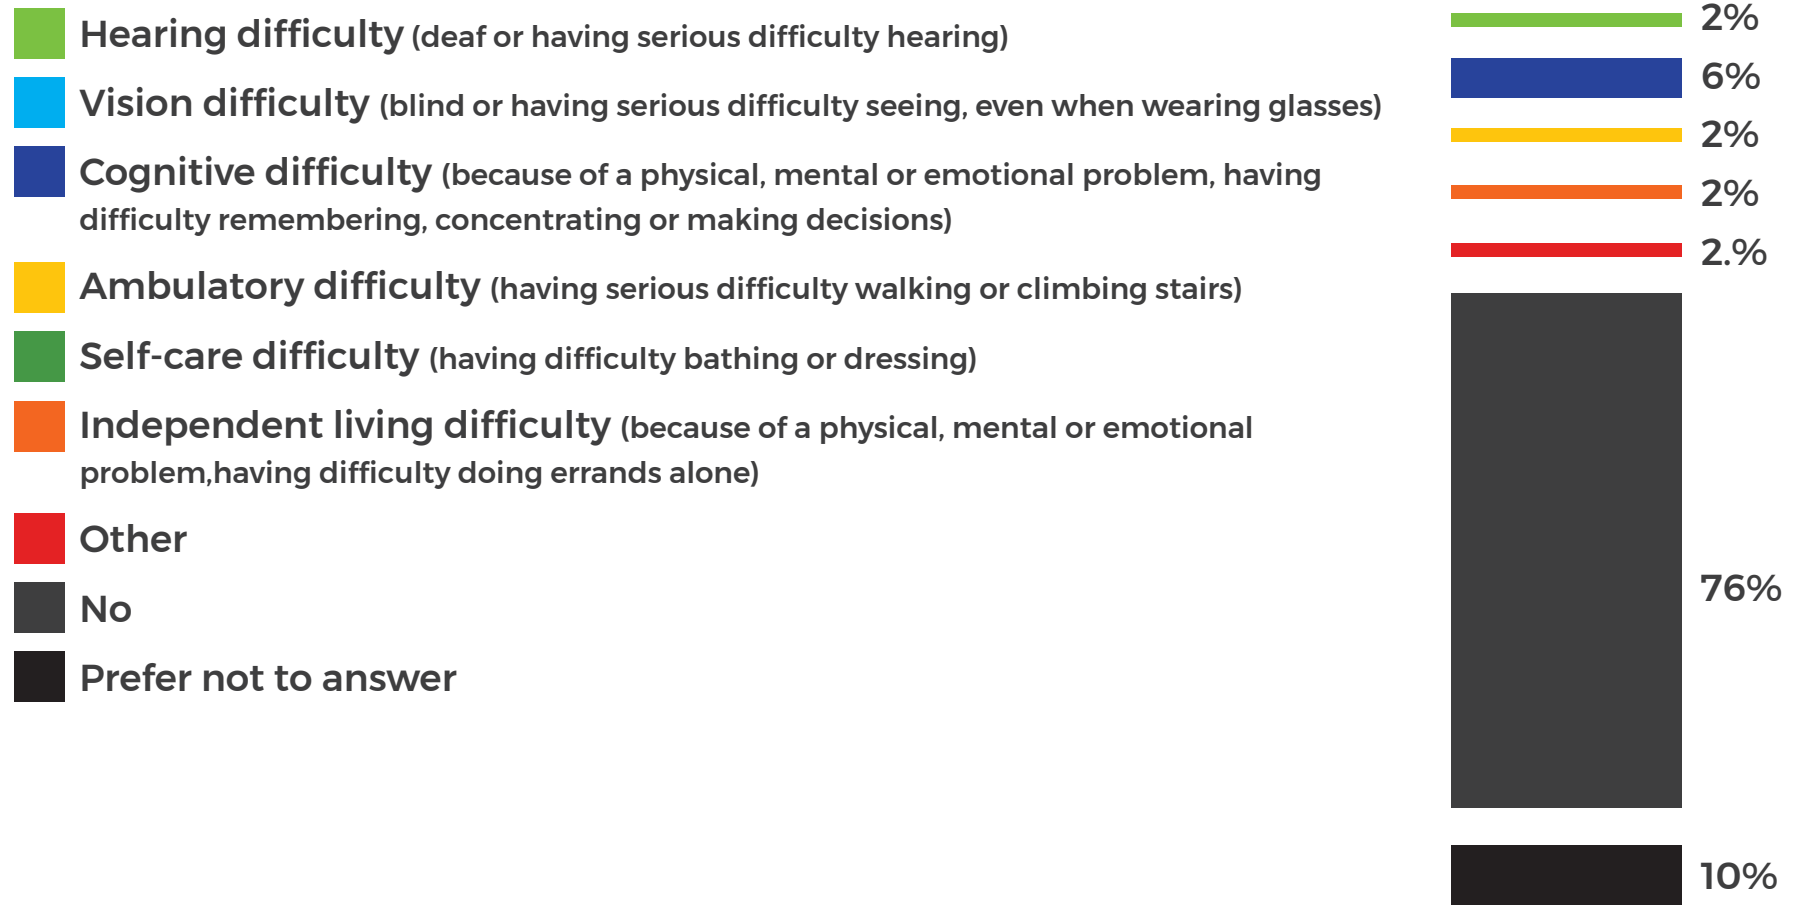 Hearing difficulty (deaf or having serious difficulty hearing)
Vision difficulty (blind or having serious difficulty seeing, even when wearing glasses)
Cognitive difficulty (because of a physical, mental or emotional problem, having
difficulty remembering, concentrating or making decisions)
Ambulatory difficulty (having serious difficulty walking or climbing stairs)
Self-care difficulty (having difficulty bathing or dressing)
Independent living difficulty (because of a physical, mental or emotional
problem,having difficulty doing errands alone)
Other
No
Prefer not to answer
2%
6%
2%
2%
2.%
76%
10%